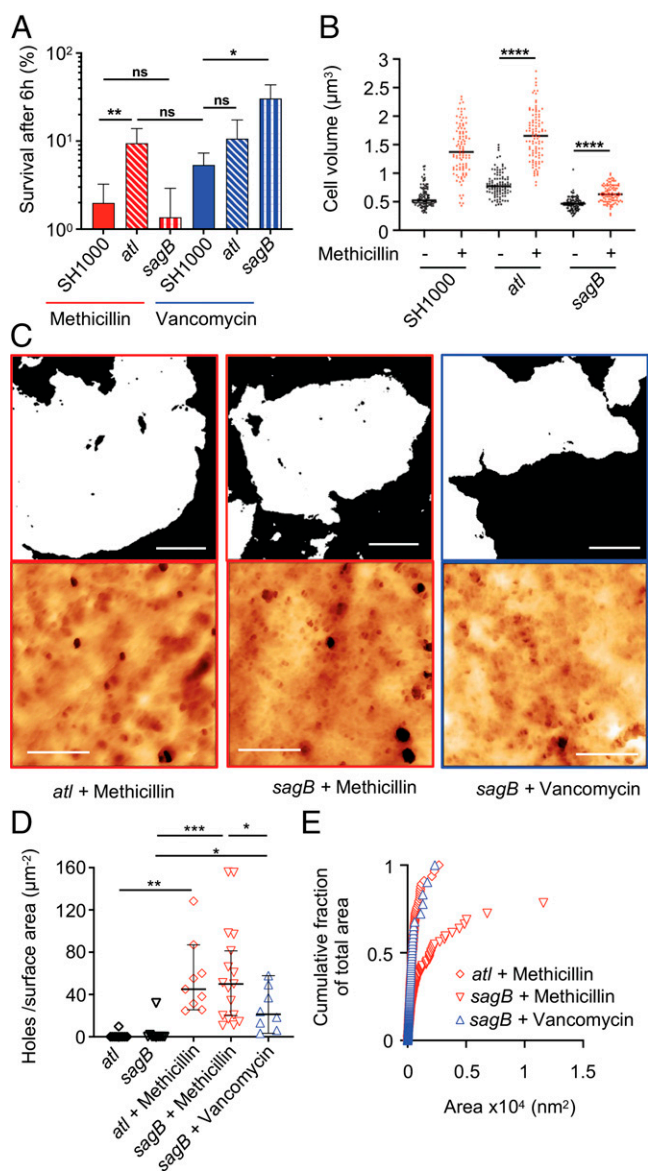 A
Survival after 6h (%)
10²
10¹
10⁰
ns
*
**
ns
ns
SH1000
atl
sagB
SH1000
atl
sagB
Methicillin
Vancomycin
B
Cell volume (µm³)
3
2.5
2
1.5
1
0.5
0
****
****
Methicillin
- + - + - +
SH1000
atl
sagB
C
atl + Methicillin
sagB + Methicillin
sagB + Vancomycin
D
Holes /surface area (µm⁻²)
160
120
80
40
0
*** *
*
**
atl
sagB
atl + Methicillin
sagB + Methicillin
sagB + Vancomycin
E
Cumulative fraction
of total area
1
0.5
0
atl + Methicillin
sagB + Methicillin
sagB + Vancomycin
0 0.5 1 1.5
Area x10⁴ (nm²)